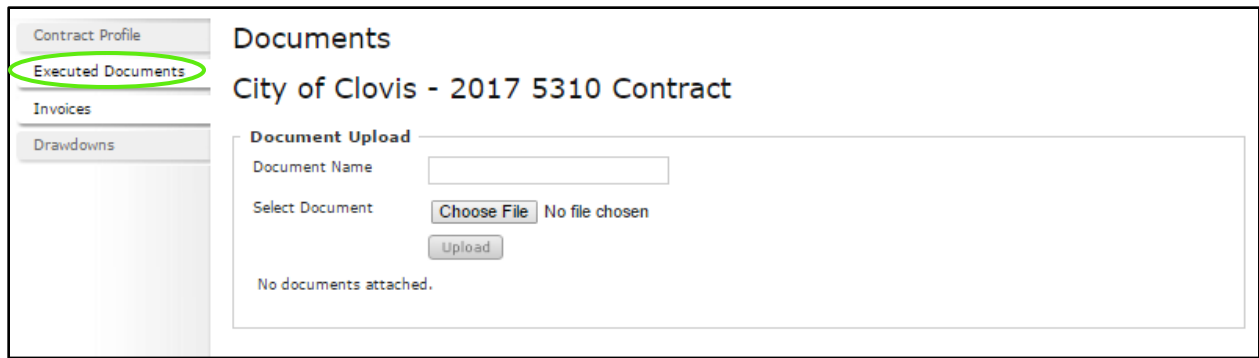 Contract Profile
Executed Documents
Invoices
Drawdowns
Documents
City of Clovis - 2017 5310 Contract
Document Upload
Document Name
Select Document Choose File No file chosen
Upload
No documents attached.